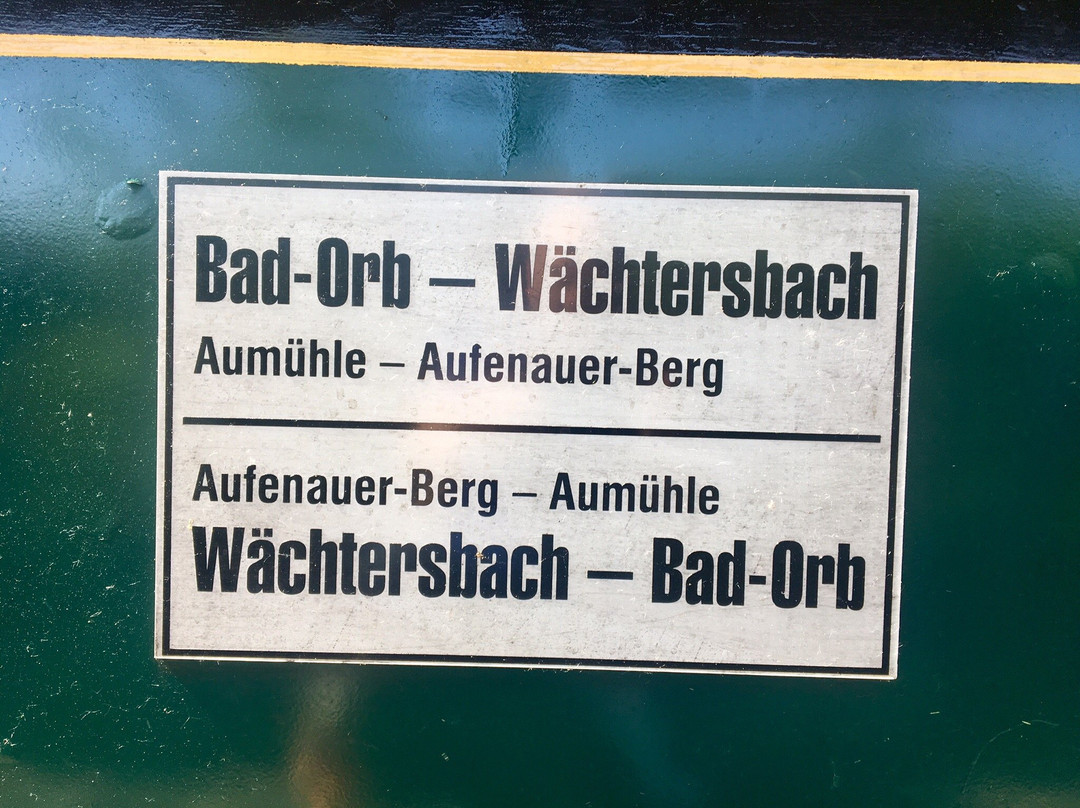 Bad-Orb – Wächtersbach
Aumühle – Aufenauer-Berg
Aufenauer-Berg – Aumühle
Wächtersbach – Bad-Orb